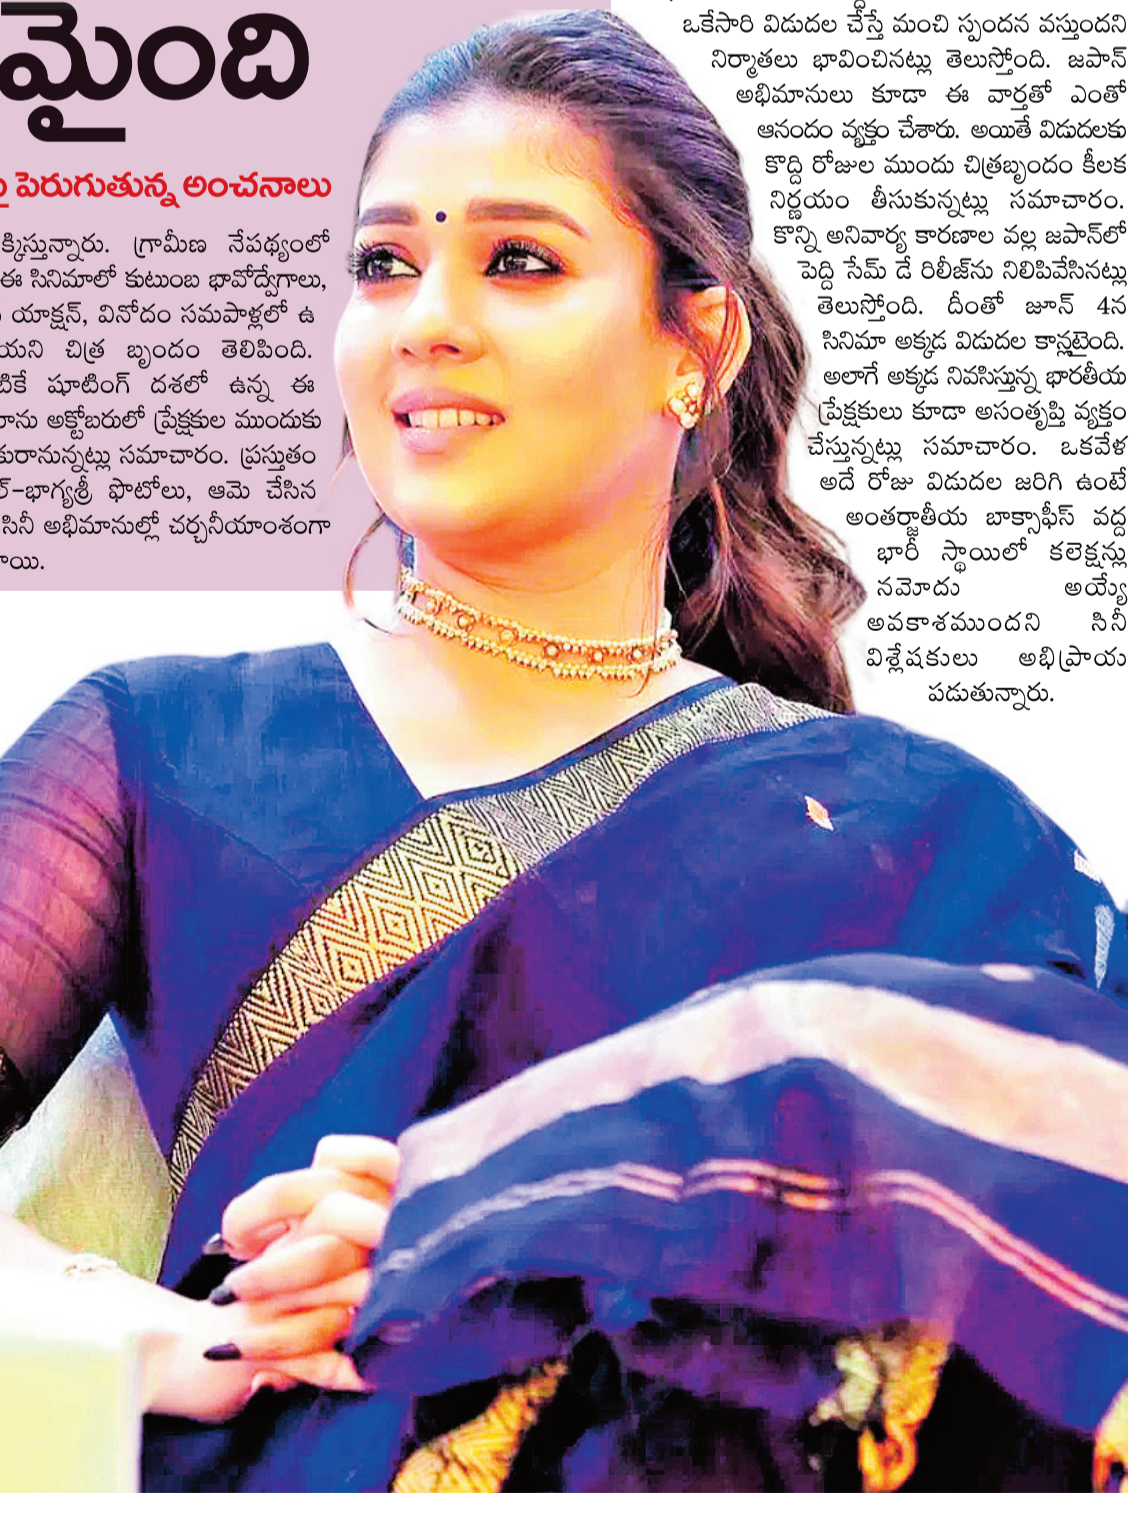 మైంది
పెరుగుతున్న అంచనాలు
క్కిస్తున్నారు. గ్రామీణ నేపథ్యంలో
ఈ సినిమాలో కుటుంబ భావోద్వేగాలు,
యాక్షన్, వినోదం సమపాళ్లలో ఉ
యని చిత్ర బృందం తెలిపింది.
టికే షూటింగ్ దశలో ఉన్న ఈ
మాను అక్టోబరులో ప్రేక్షకుల ముందుకు
కురానున్నట్లు సమాచారం. ప్రస్తుతం
ల్-భాగ్యశ్రీ ఫొటోలు, ఆమె చేసిన
సినీ అభిమానుల్లో చర్చనీయాంశంగా
యి.
ఒకేసారి విడుదల చేస్తే మంచి స్పందన వస్తుందని
నిర్మాతలు భావించినట్లు తెలుస్తోంది. జపాన్
అభిమానులు కూడా ఈ వార్తతో ఎంతో
ఆనందం వ్యక్తం చేశారు. అయితే విడుదలకు
కొద్ది రోజుల ముందు చిత్రబృందం కీలక
నిర్ణయం తీసుకున్నట్లు సమాచారం.
కొన్ని అనివార్య కారణాల వల్ల జపాన్‌లో
పెద్ది సేమ్ డే రిలీజ్‌ను నిలిపివేసినట్లు
తెలుస్తోంది. దీంతో జూన్ 4న
సినిమా అక్కడ విడుదల కాన్లటైంది.
అలాగే అక్కడ నివసిస్తున్న భారతీయ
ప్రేక్షకులు కూడా అసంతృప్తి వ్యక్తం
చేస్తున్నట్లు సమాచారం. ఒకవేళ
అదే రోజు విడుదల జరిగి ఉంటే
అంతర్జాతీయ బాక్సాఫీస్ వద్ద
భారీ స్థాయిలో కలెక్షన్లు
నమోదు అయ్యే
అవకాశముందని సినీ
విశ్లేషకులు అభిప్రాయ
పడుతున్నారు.